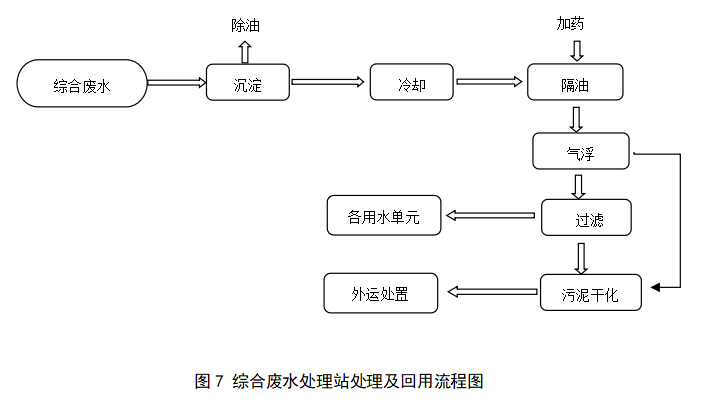 除油
加药
综合废水
沉淀
冷却
隔油
气浮
各用水单元
过滤
外运处置
污泥干化
图 7 综合废水处理站处理及回用流程图